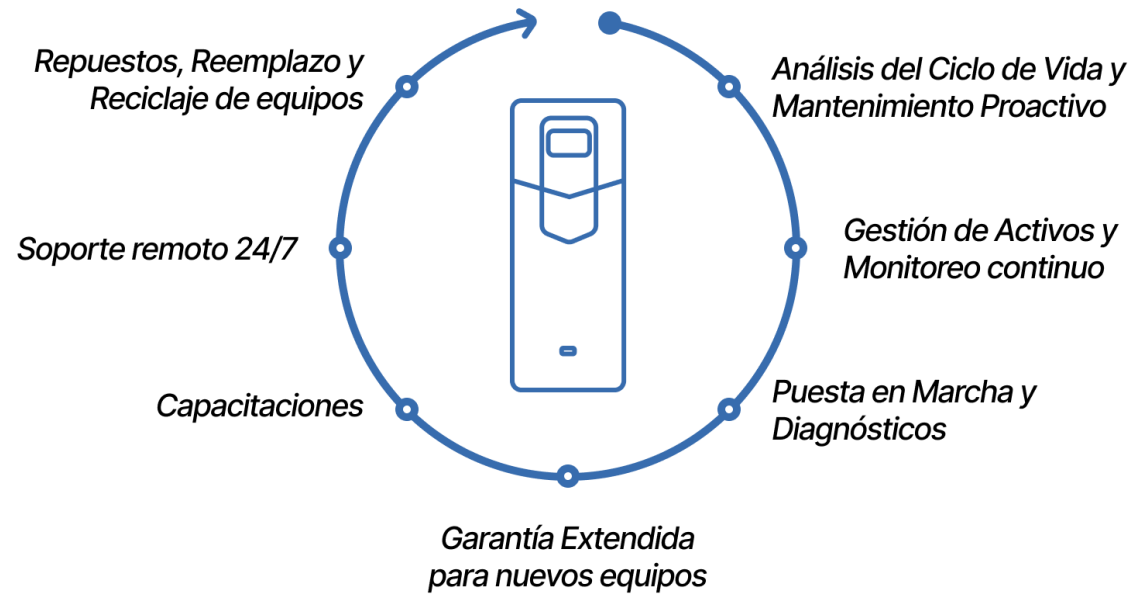 Repuestos, Reemplazo y
Reciclaje de equipos
Análisis del Ciclo de Vida y
Mantenimiento Proactivo
Soporte remoto 24/7
Gestión de Activos y
Monitoreo continuo
Capacitaciones
Puesta en Marcha y
Diagnósticos
Garantía Extendida
para nuevos equipos